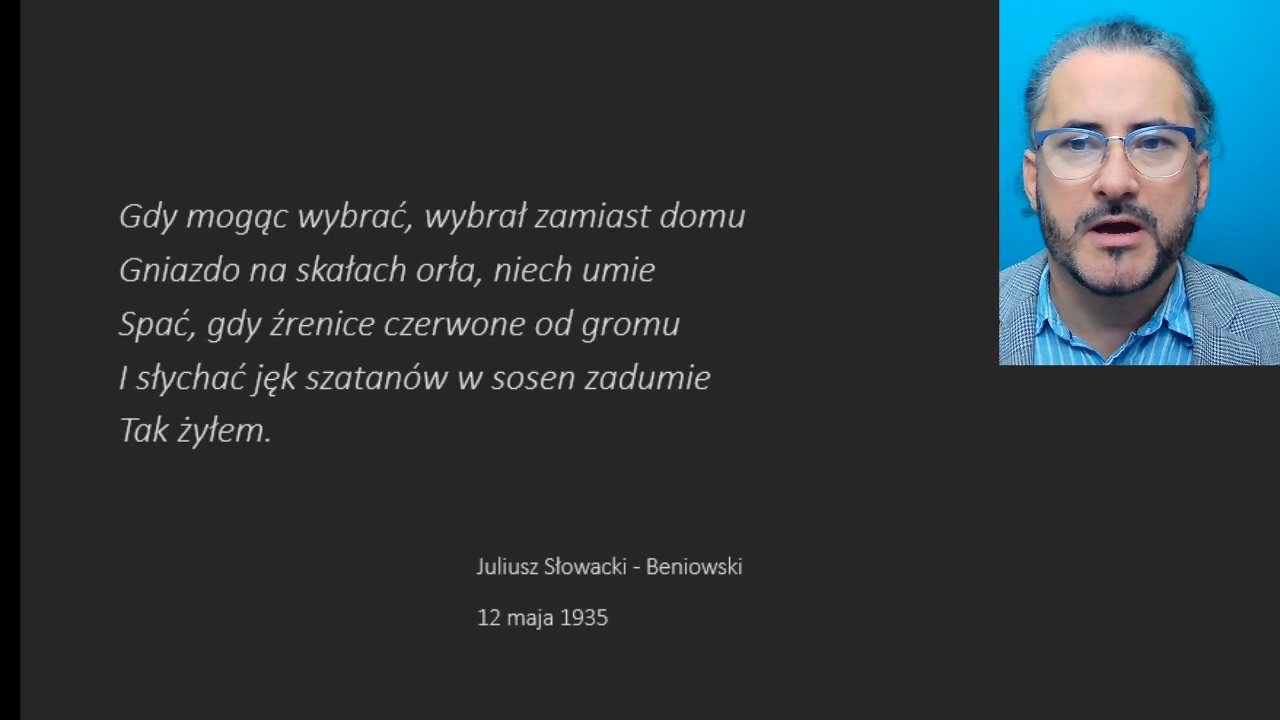 Gdy mogąc wybrać, wybrał zamiast domu
Gniazdo na skałach orła, niech umie
Spać, gdy źrenice czerwone od gromu
I słychać jęk szatanów w sosen zadumie
Tak żyłem.
Juliusz Słowacki - Beniowski
12 maja 1935